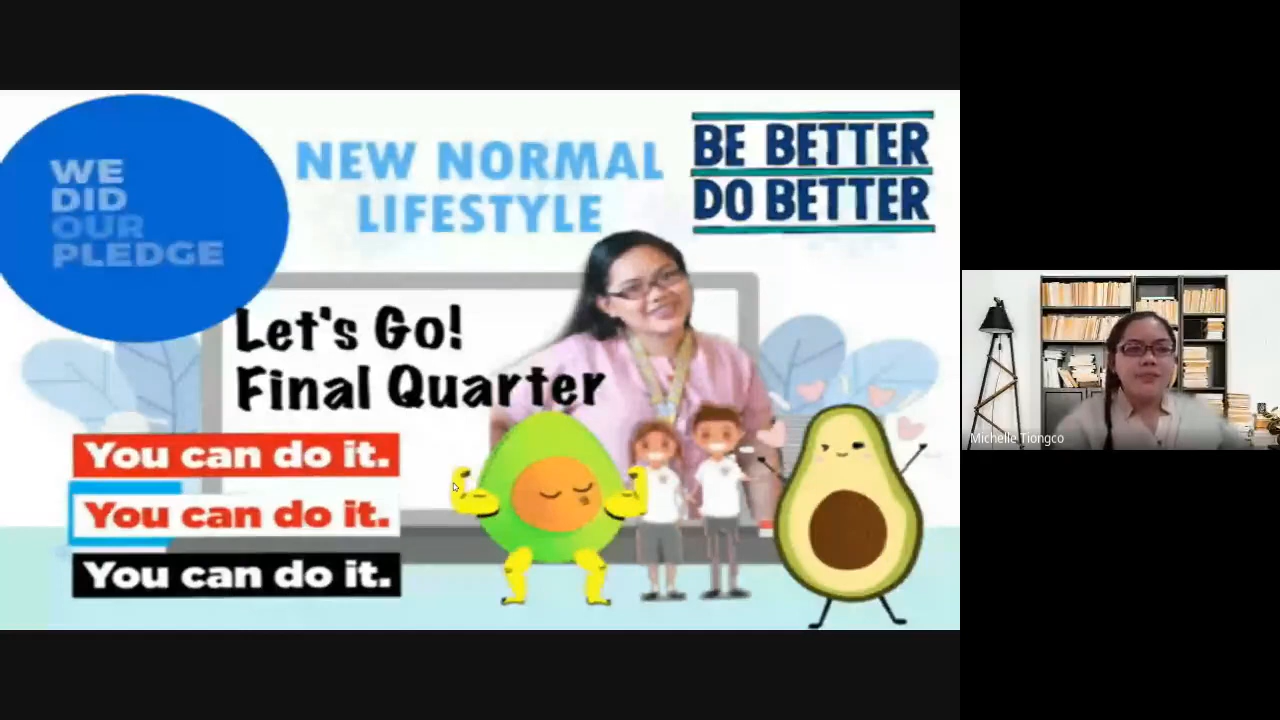 WE
DID
OUR
PLEDGE
NEW NORMAL
LIFESTYLE
BE BETTER
DO BETTER
Let's Go!
Final Quarter
You can do it.
You can do it.
You can do it.
Michelle Tiongco